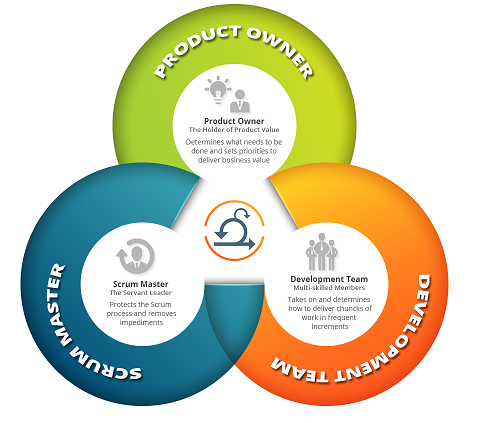 PRODUCT OWNER
Product Owner
The Holder of Product Value
Determines what needs to be
done and sets priorities to
deliver business value
SCRUM MASTER
Scrum Master
The Servant Leader
Protects the Scrum
process and removes
impediments
DEVELOPMENT TEAM
Development Team
Multi-skilled Members
Takes on and determines
how to deliver chuncks of
work in frequent
increments